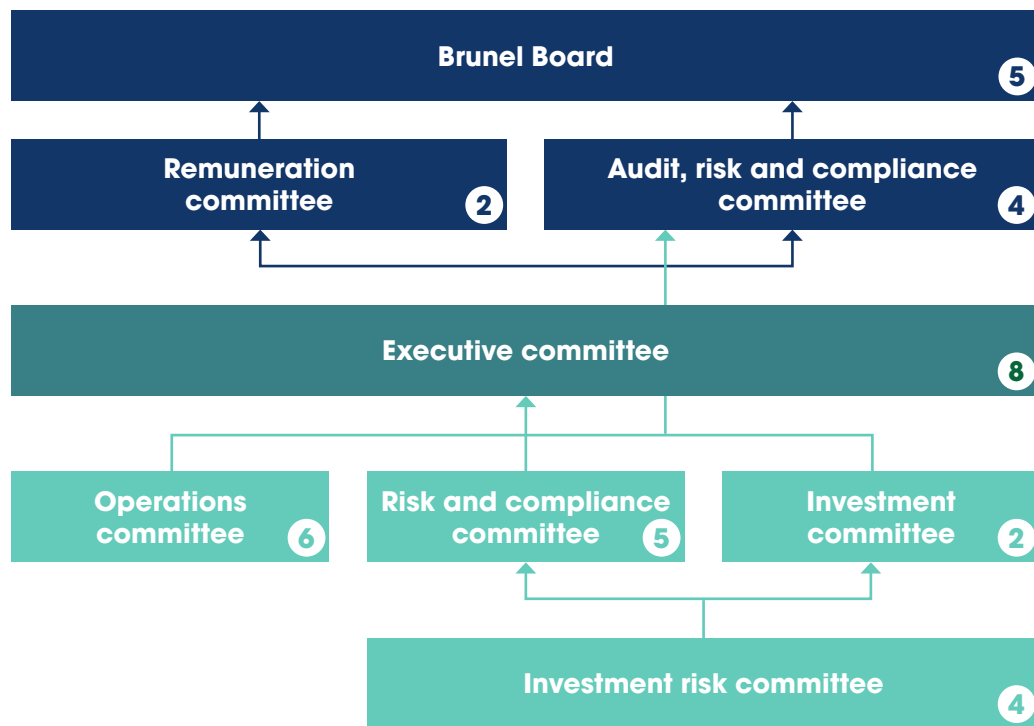 Brunel Board
5
Remuneration
committee
2
Audit, risk and compliance
committee
4
Executive committee
8
Operations
committee
6
Risk and compliance
committee
5
Investment
committee
2
Investment risk committee
4